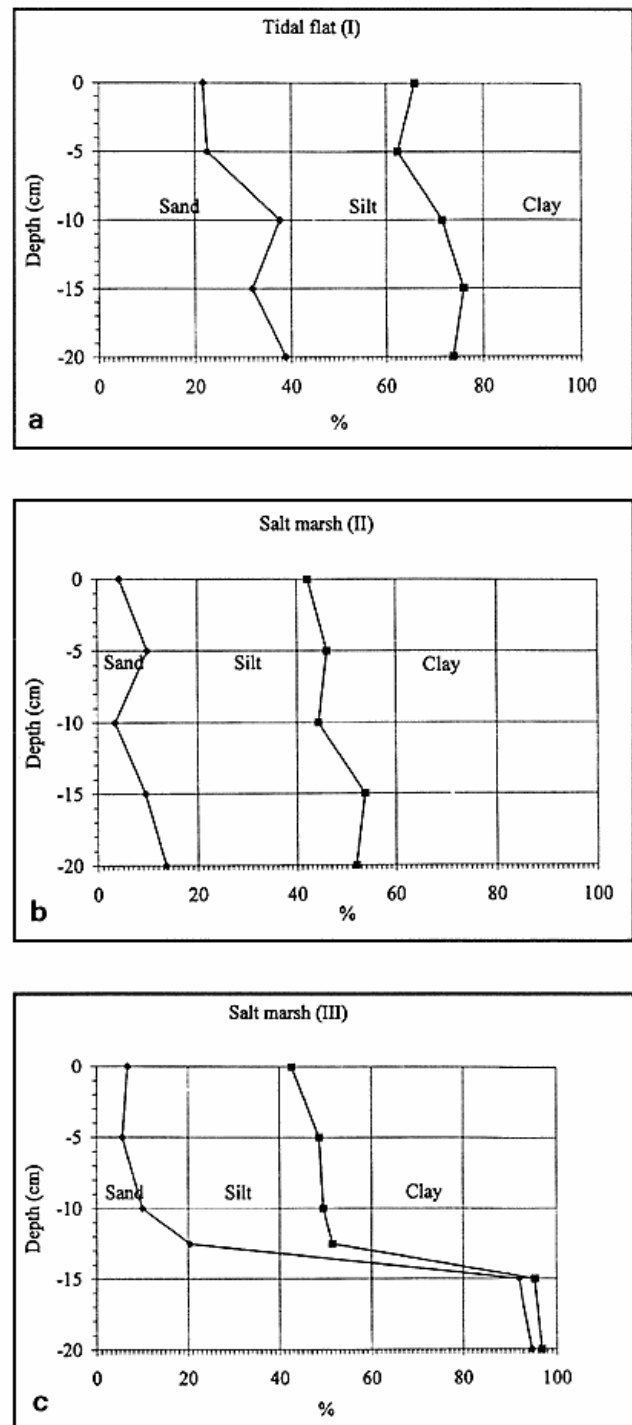 Tidal flat (I)
0
-5
Sand Silt Clay
-10
-15
-20
0 20 40 60 80 100
Depth (cm)
%
a
Salt marsh (II)
0
-5
Sand Silt Clay
-10
-15
-20
0 20 40 60 80 100
Depth (cm)
%
b
Salt marsh (III)
0
-5
Sand Silt Clay
-10
-15
-20
0 20 40 60 80 100
Depth (cm)
%
c